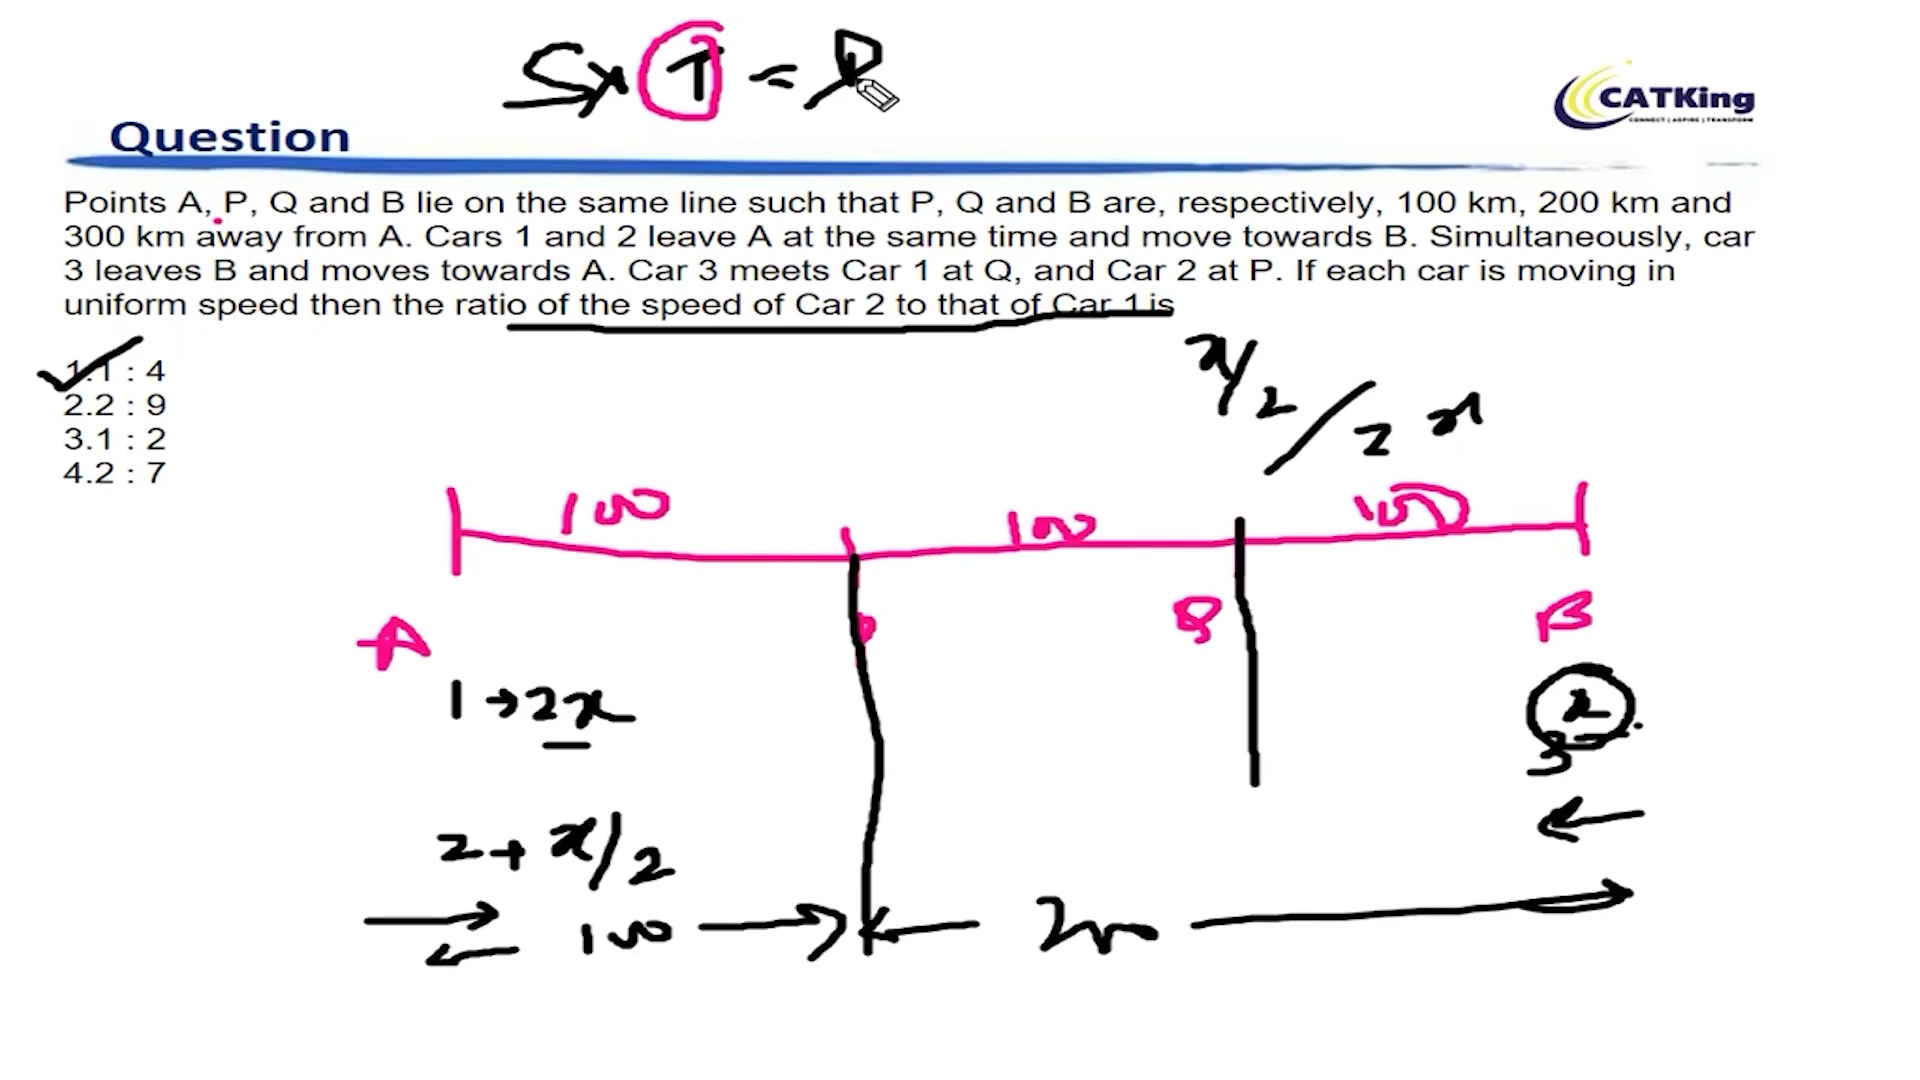 S × T = D
CATKing
CONNECT | ASPIRE | TRANSFORM
Question
Points A, P, Q and B lie on the same line such that P, Q and B are, respectively, 100 km, 200 km and
300 km away from A. Cars 1 and 2 leave A at the same time and move towards B. Simultaneously, car
3 leaves B and moves towards A. Car 3 meets Car 1 at Q, and Car 2 at P. If each car is moving in
uniform speed then the ratio of the speed of Car 2 to that of Car 1 is
1.1 : 4
2.2 : 9
3.1 : 2
4.2 : 7
x/2 / 2x
100 100 100
A P Q B
1 → 2x
x
3
2 → x/2
100 200